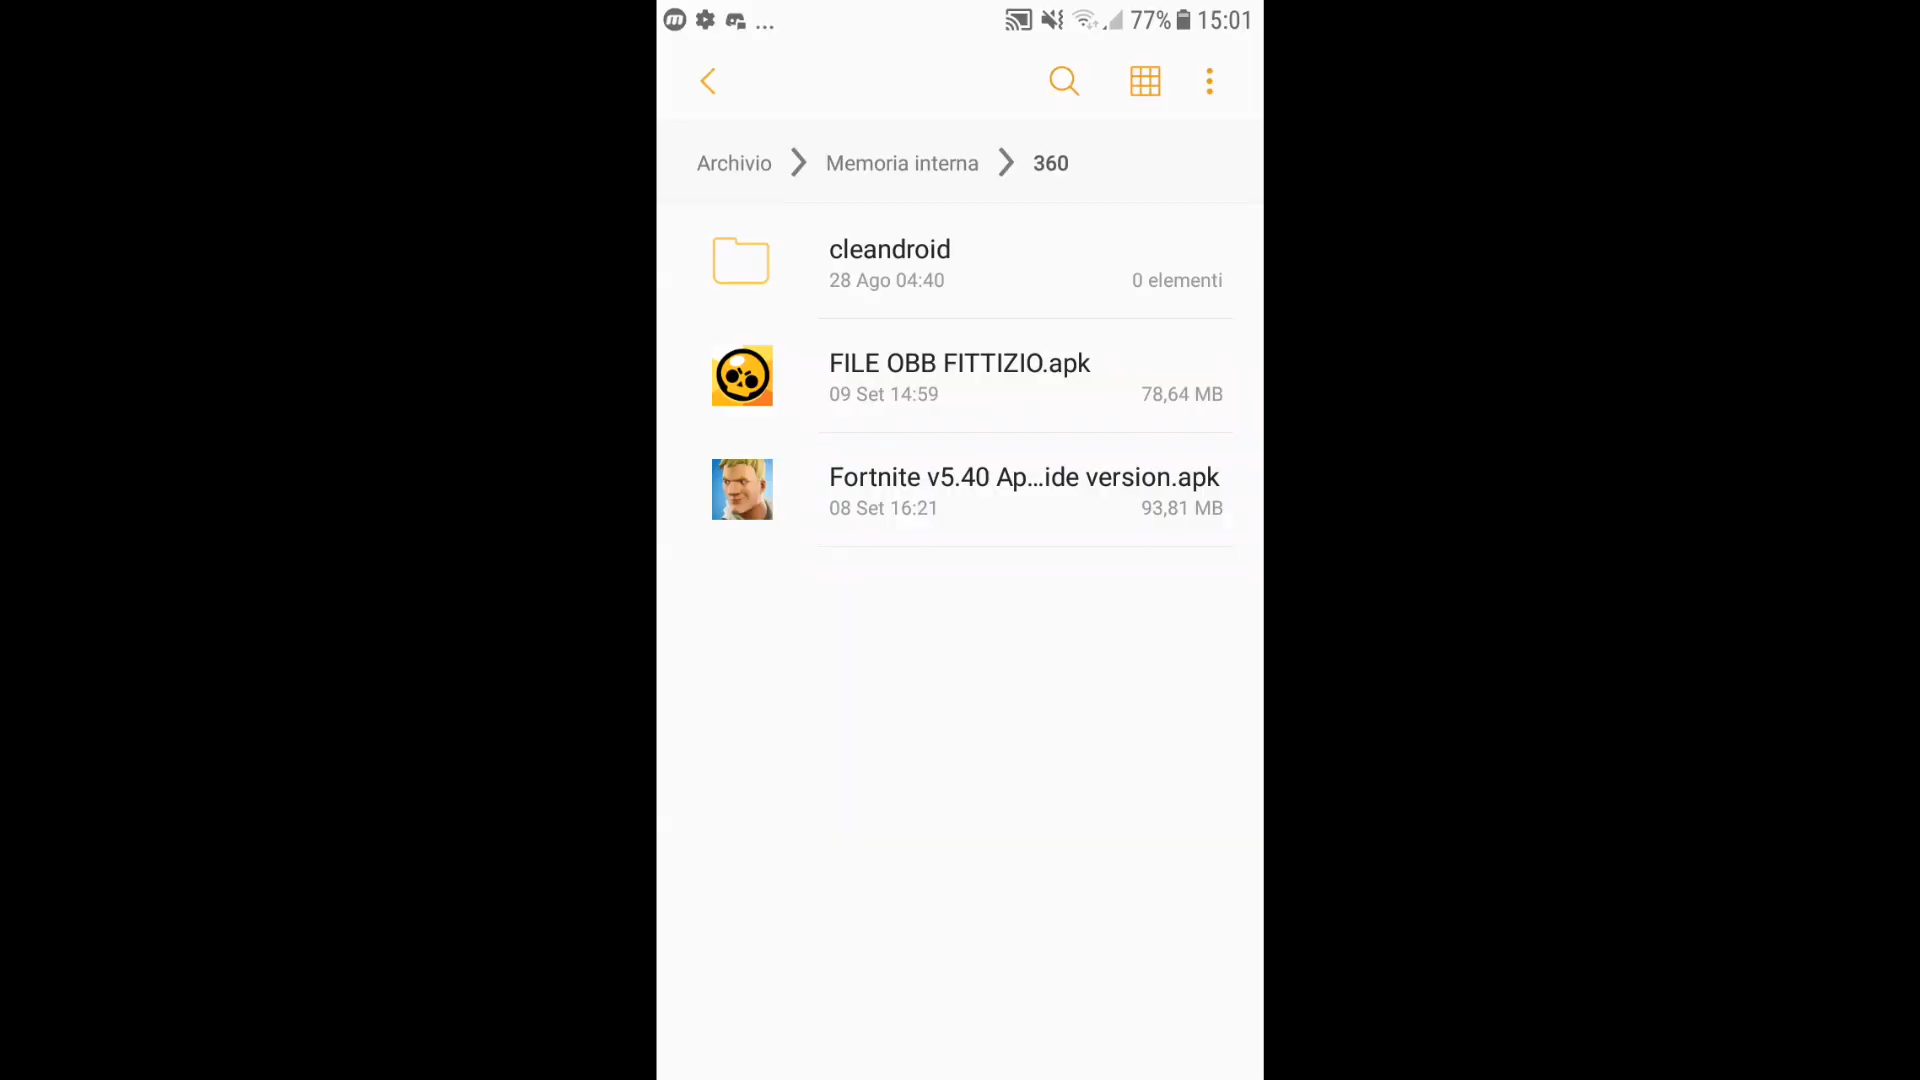 ... 77% 15:01
Archivio Memoria interna 360
cleandroid
28 Ago 04:40 0 elementi
FILE OBB FITTIZIO.apk
09 Set 14:59 78,64 MB
Fortnite v5.40 Ap...ide version.apk
08 Set 16:21 93,81 MB